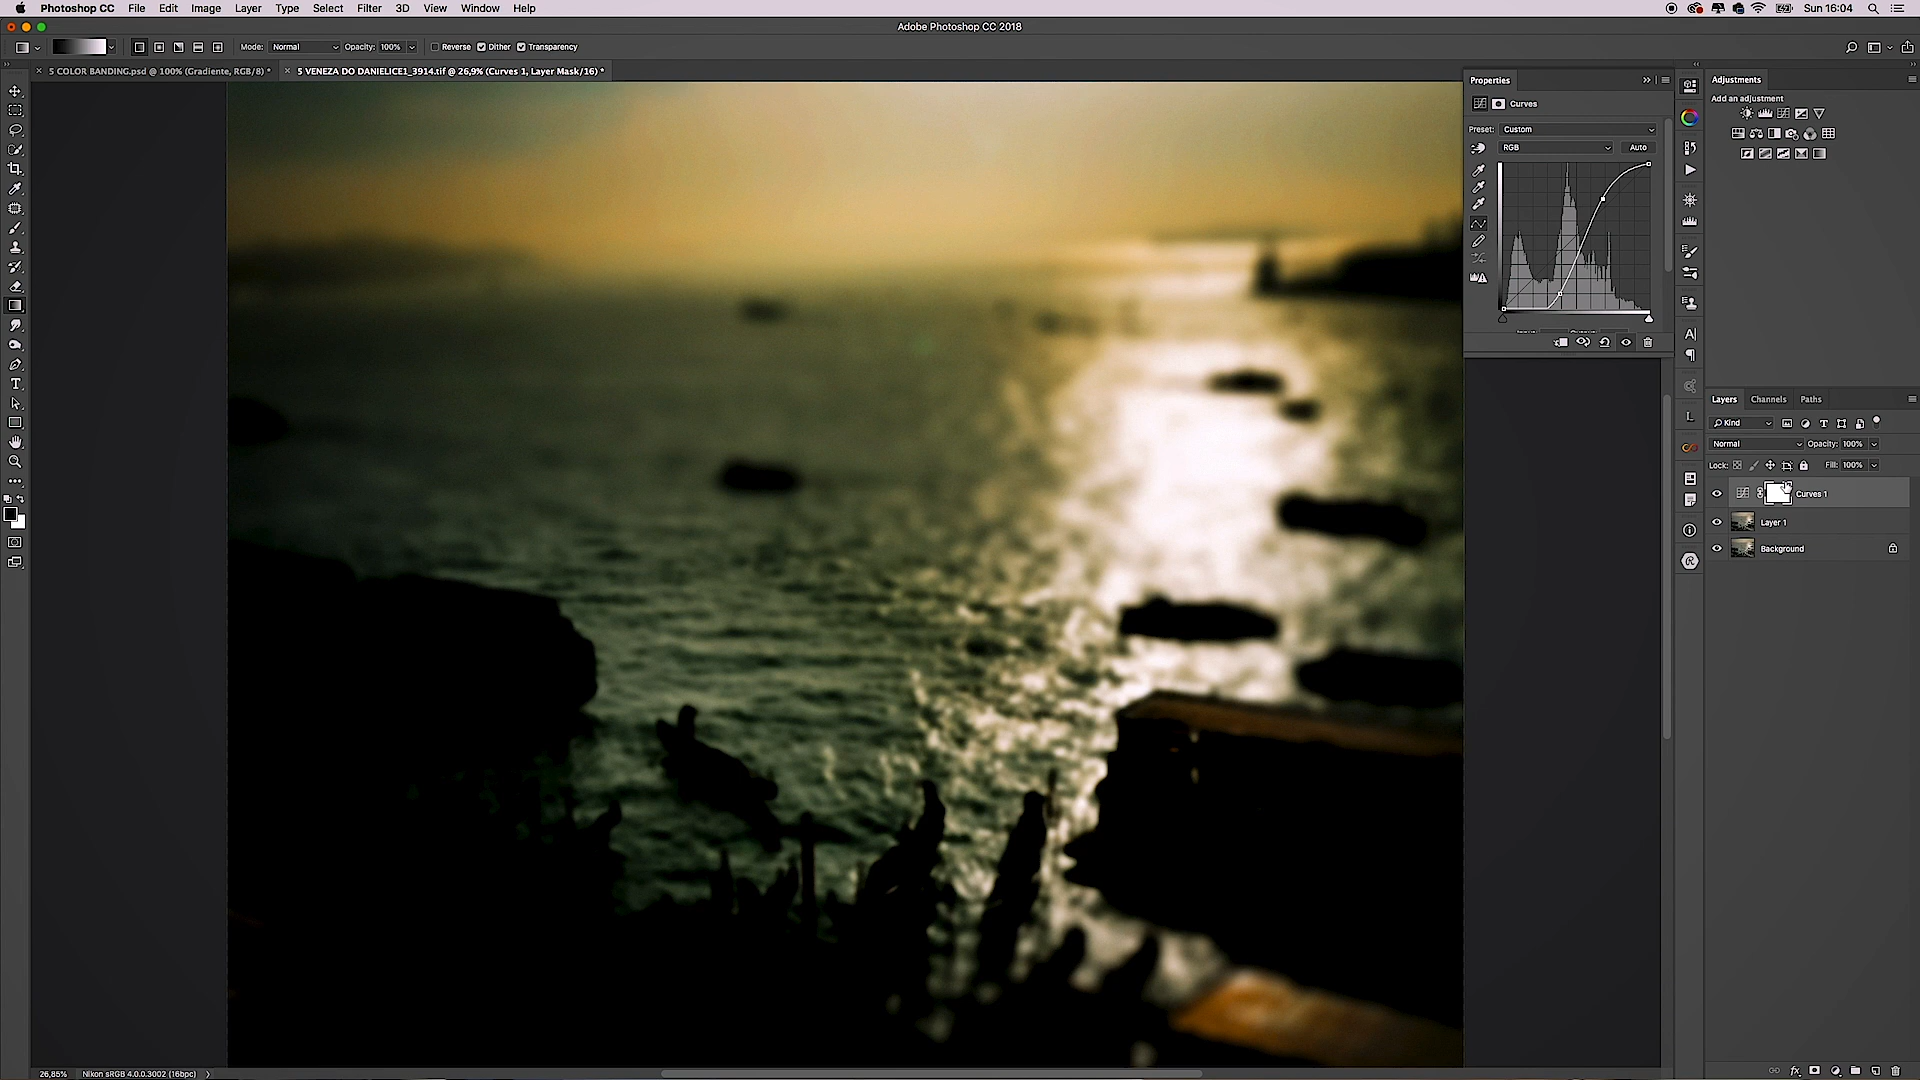 Photoshop CC File Edit Image Layer Type Select Filter 3D View Window Help Sun 16:04
Adobe Photoshop CC 2018
Mode: Normal Opacity: 100% Reverse Dither Transparency
5 COLOR BANDING.psd @ 100% (Gradiente, RGB/8) *
5 VENEZA DO DANIELICE1_3914.tif @ 26,9% (Curves 1, Layer Mask/16) *
Properties
Curves
Preset: Custom
RGB Auto
Adjustments
Add an adjustment
Layers Channels Paths
Kind
Normal Opacity: 100%
Lock: Fill: 100%
Curves 1
Layer 1
Background
26,85% Nikon sRGB 4.0.0.3002 (16bpc)